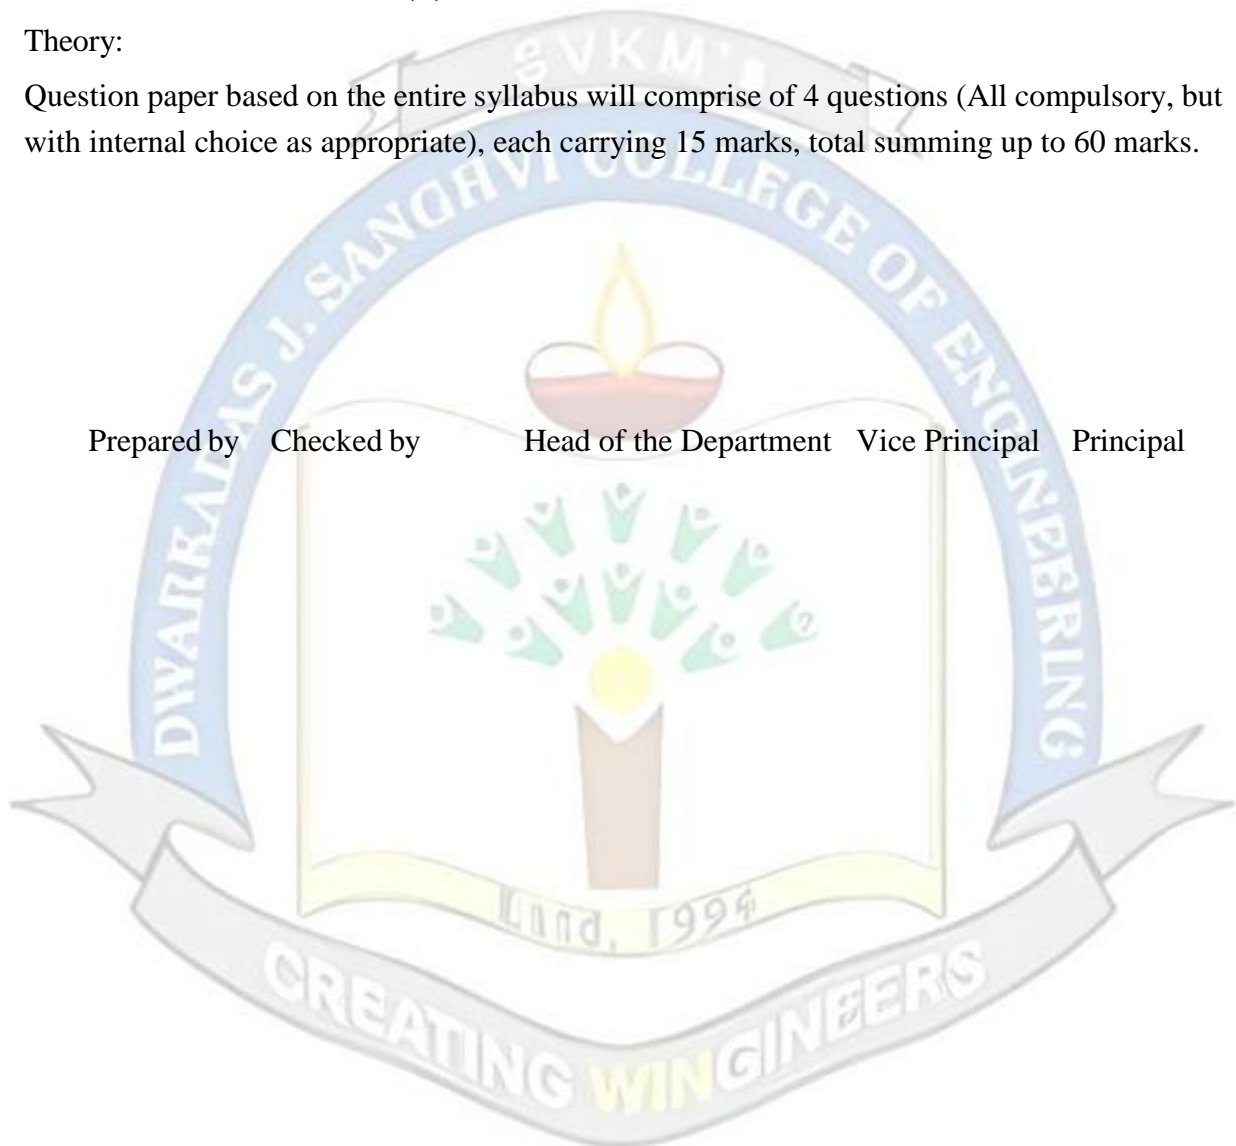 Theory:
Question paper based on the entire syllabus will comprise of 4 questions (All compulsory, but
with internal choice as appropriate), each carrying 15 marks, total summing up to 60 marks.
SVKM's
DWARKADAS J. SANGHVI COLLEGE OF ENGINEERING
Prepared by Checked by Head of the Department Vice Principal Principal
1994
CREATING WINGINEERS